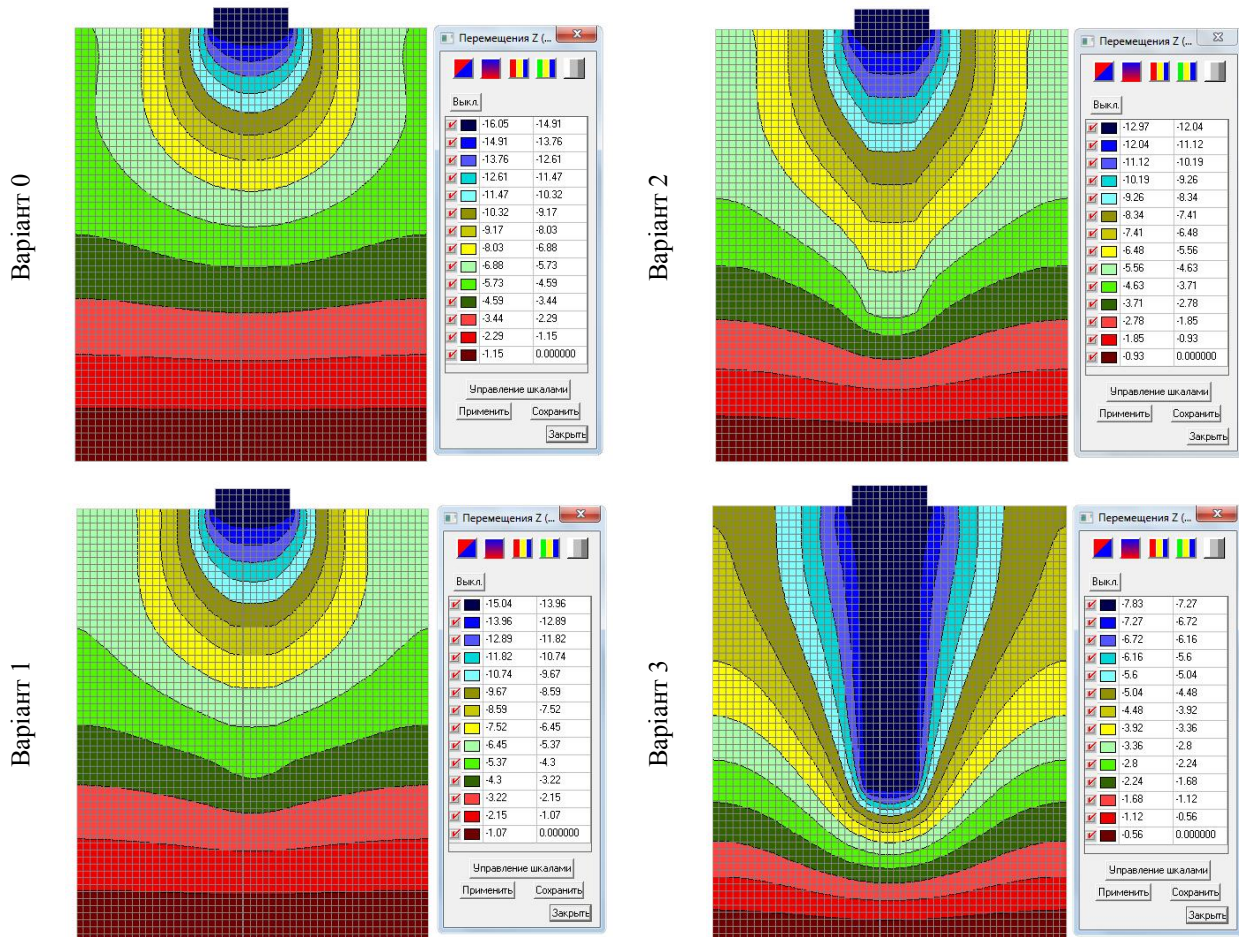 Варіант 0
Перемещения Z (...
Выкл.
-16.05 -14.91
-14.91 -13.76
-13.76 -12.61
-12.61 -11.47
-11.47 -10.32
-10.32 -9.17
-9.17 -8.03
-8.03 -6.88
-6.88 -5.73
-5.73 -4.59
-4.59 -3.44
-3.44 -2.29
-2.29 -1.15
-1.15 0.000000
Управление шкалами
Применить Сохранить
Закрыть
Варіант 2
Перемещения Z (...
Выкл.
-12.97 -12.04
-12.04 -11.12
-11.12 -10.19
-10.19 -9.26
-9.26 -8.34
-8.34 -7.41
-7.41 -6.48
-6.48 -5.56
-5.56 -4.63
-4.63 -3.71
-3.71 -2.78
-2.78 -1.85
-1.85 -0.93
-0.93 0.000000
Управление шкалами
Применить Сохранить
Закрыть
Варіант 1
Перемещения Z (...
Выкл.
-15.04 -13.96
-13.96 -12.89
-12.89 -11.82
-11.82 -10.74
-10.74 -9.67
-9.67 -8.59
-8.59 -7.52
-7.52 -6.45
-6.45 -5.37
-5.37 -4.3
-4.3 -3.22
-3.22 -2.15
-2.15 -1.07
-1.07 0.000000
Управление шкалами
Применить Сохранить
Закрыть
Варіант 3
Перемещения Z (...
Выкл.
-7.83 -7.27
-7.27 -6.72
-6.72 -6.16
-6.16 -5.6
-5.6 -5.04
-5.04 -4.48
-4.48 -3.92
-3.92 -3.36
-3.36 -2.8
-2.8 -2.24
-2.24 -1.68
-1.68 -1.12
-1.12 -0.56
-0.56 0.000000
Управление шкалами
Применить Сохранить
Закрыть